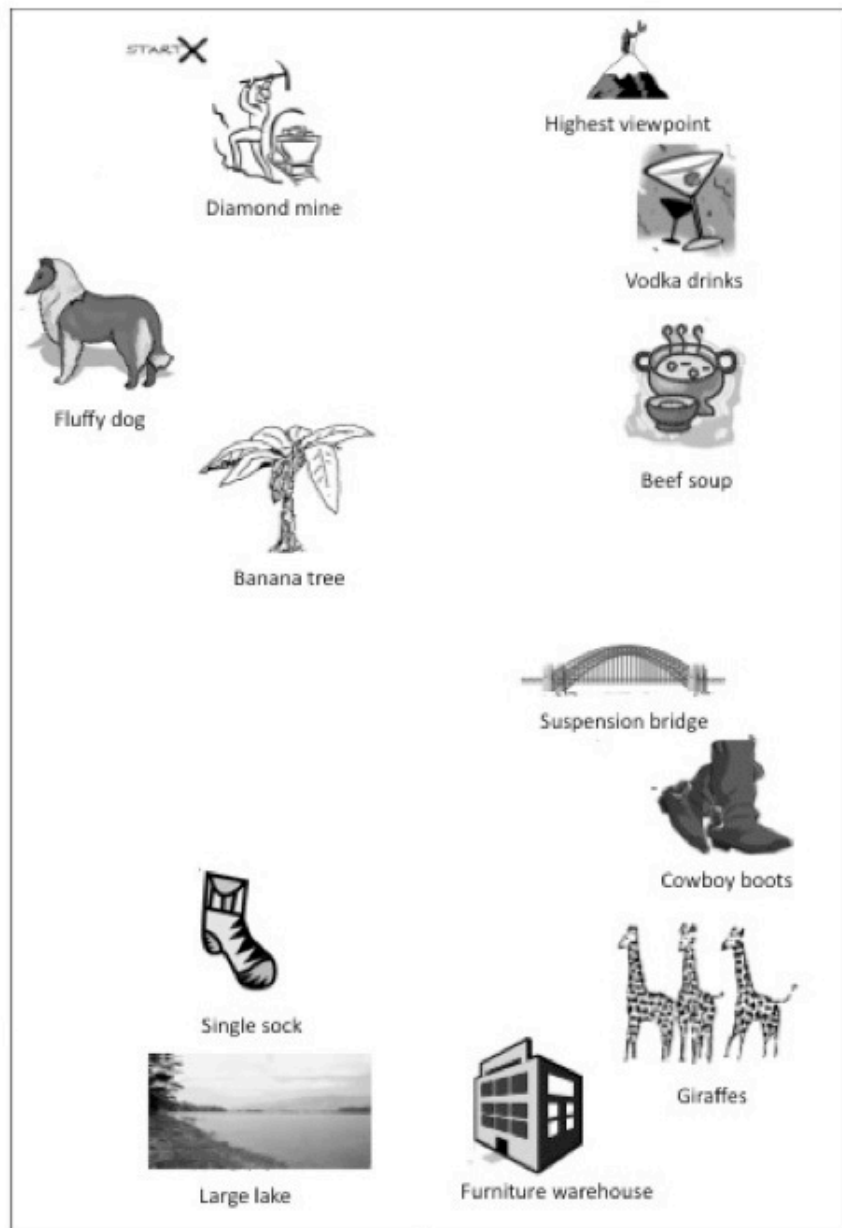 START
Highest viewpoint
Diamond mine
Vodka drinks
Fluffy dog
Beef soup
Banana tree
Suspension bridge
Cowboy boots
Single sock
Giraffes
Large lake
Furniture warehouse